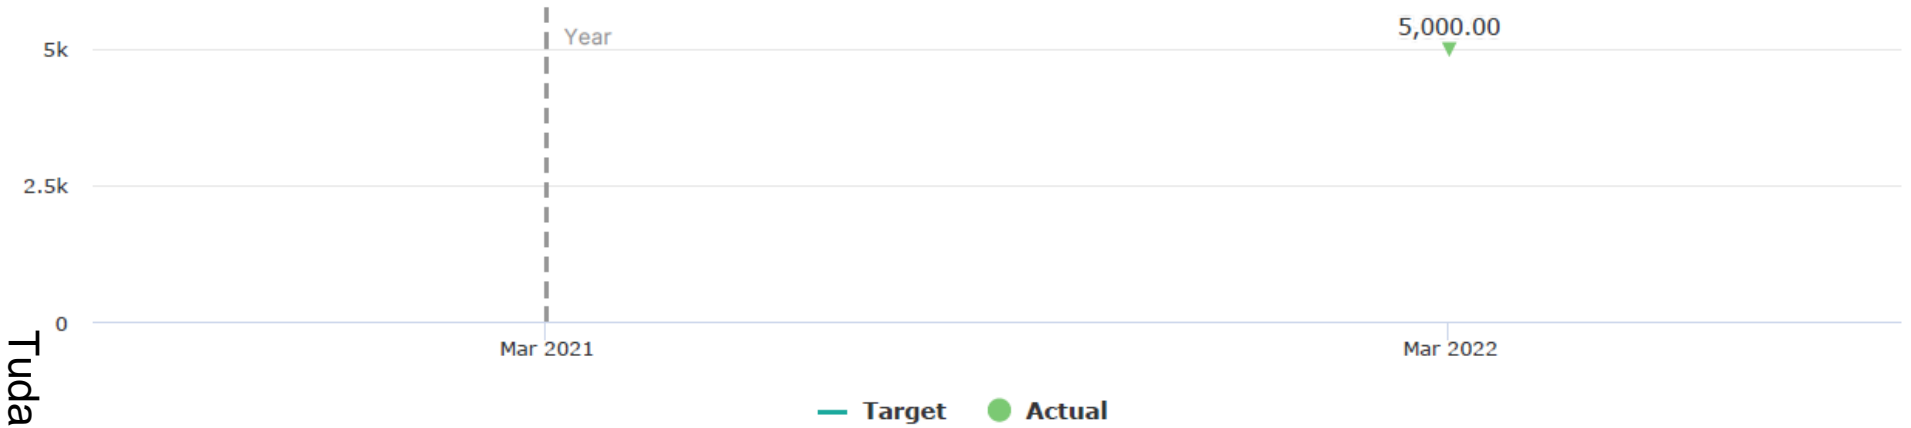 5,000.00
Year
5k
2.5k
0
Mar 2021 Mar 2022
Target Actual
Tuda